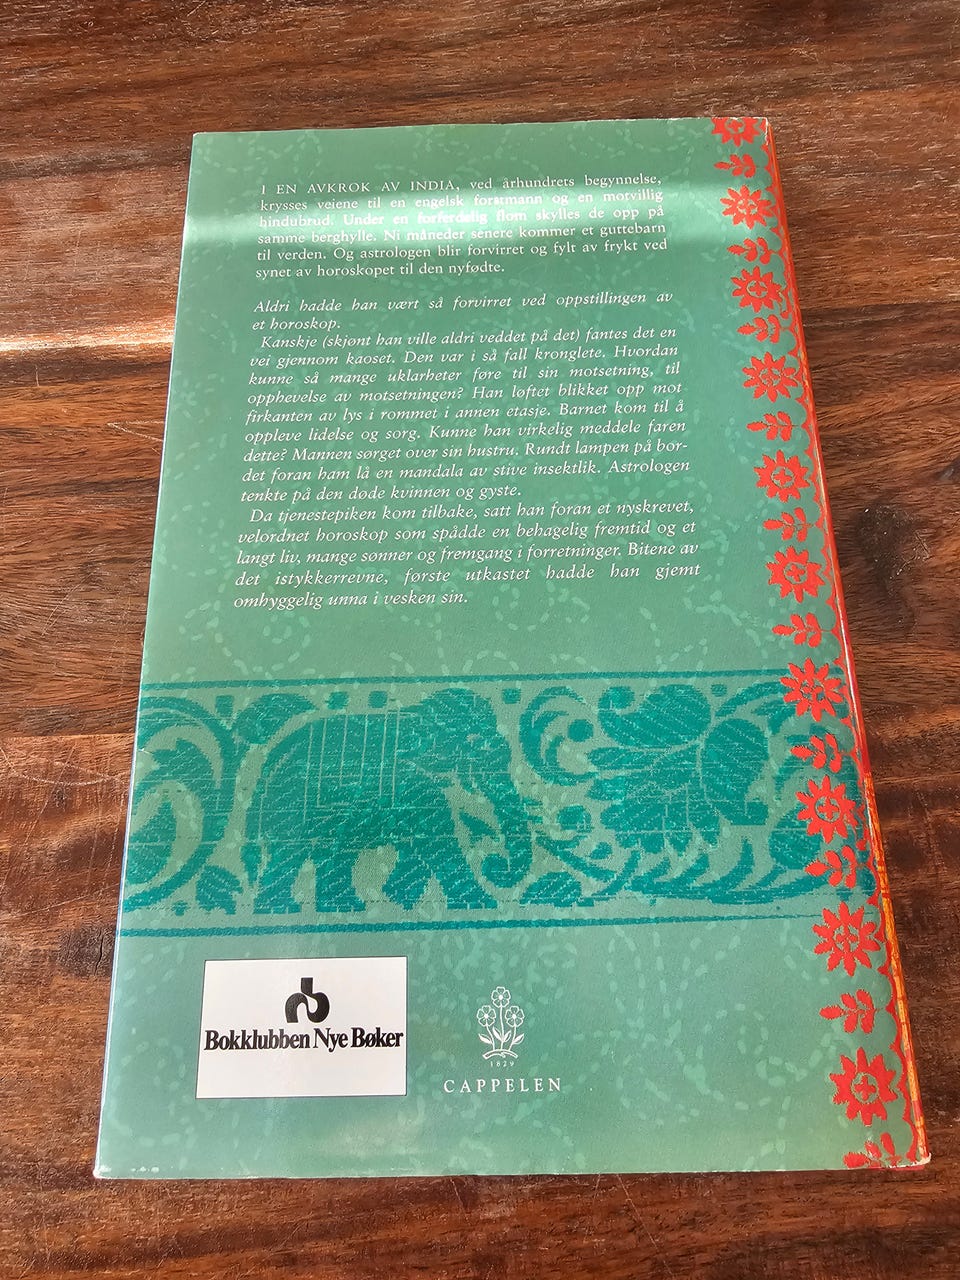 I EN AVKROK AV INDIA, ved århundrets begynnelse,
krysses veiene til en engelsk forstmann og en motvillig
hindubrud. Under en forferdelig flom skylles de opp på
samme berghylle. Ni måneder senere kommer et guttebarn
til verden. Og astrologen blir forvirret og fylt av frykt ved
synet av horoskopet til den nyfødte.
Aldri hadde han vært så forvirret ved oppstillingen av
et horoskop.
Kanskje (skjønt han ville aldri veddet på det) fantes det en
vei gjennom kaoset. Den var i så fall kronglete. Hvordan
kunne så mange uklarheter føre til sin motsetning, til
opphevelse av motsetningen? Han løftet blikket opp mot
firkanten av lys i rommet i annen etasje. Barnet kom til å
oppleve lidelse og sorg. Kunne han virkelig meddele faren
dette? Mannen sørget over sin hustru. Rundt lampen på bor-
det foran ham lå en mandala av stive insektlik. Astrologen
tenkte på den døde kvinnen og gyste.
Da tjenestepiken kom tilbake, satt han foran et nyskrevet,
velordnet horoskop som spådde en behagelig fremtid og et
langt liv, mange sønner og fremgang i forretninger. Bitene av
det istykkerrevne, første utkastet hadde han gjemt
omhyggelig unna i vesken sin.
Bokklubben Nye Bøker
1829
CAPPELEN